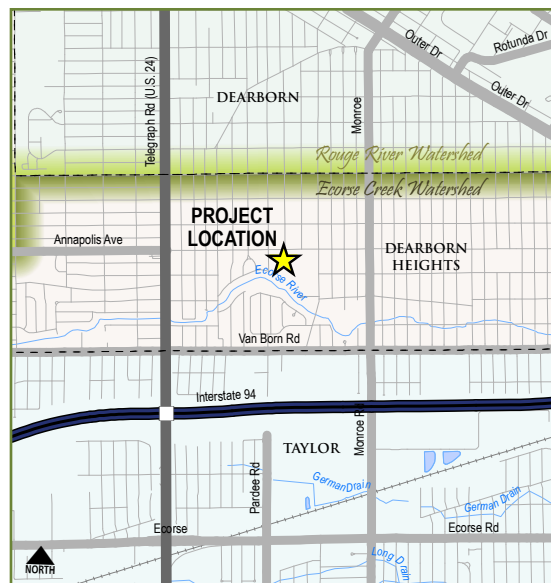 Outer Dr
Rotunda Dr
Outer Dr
Telegraph Rd (U.S. 24)
DEARBORN
Monroe
Rouge River Watershed
Ecorse Creek Watershed
PROJECT
LOCATION
Annapolis Ave
DEARBORN
HEIGHTS
Ecorse River
Van Born Rd
Interstate 94
Monroe Rd
TAYLOR
Pardee Rd
GermanDrain
German Drain
Ecorse
Ecorse Rd
Long Drain
NORTH